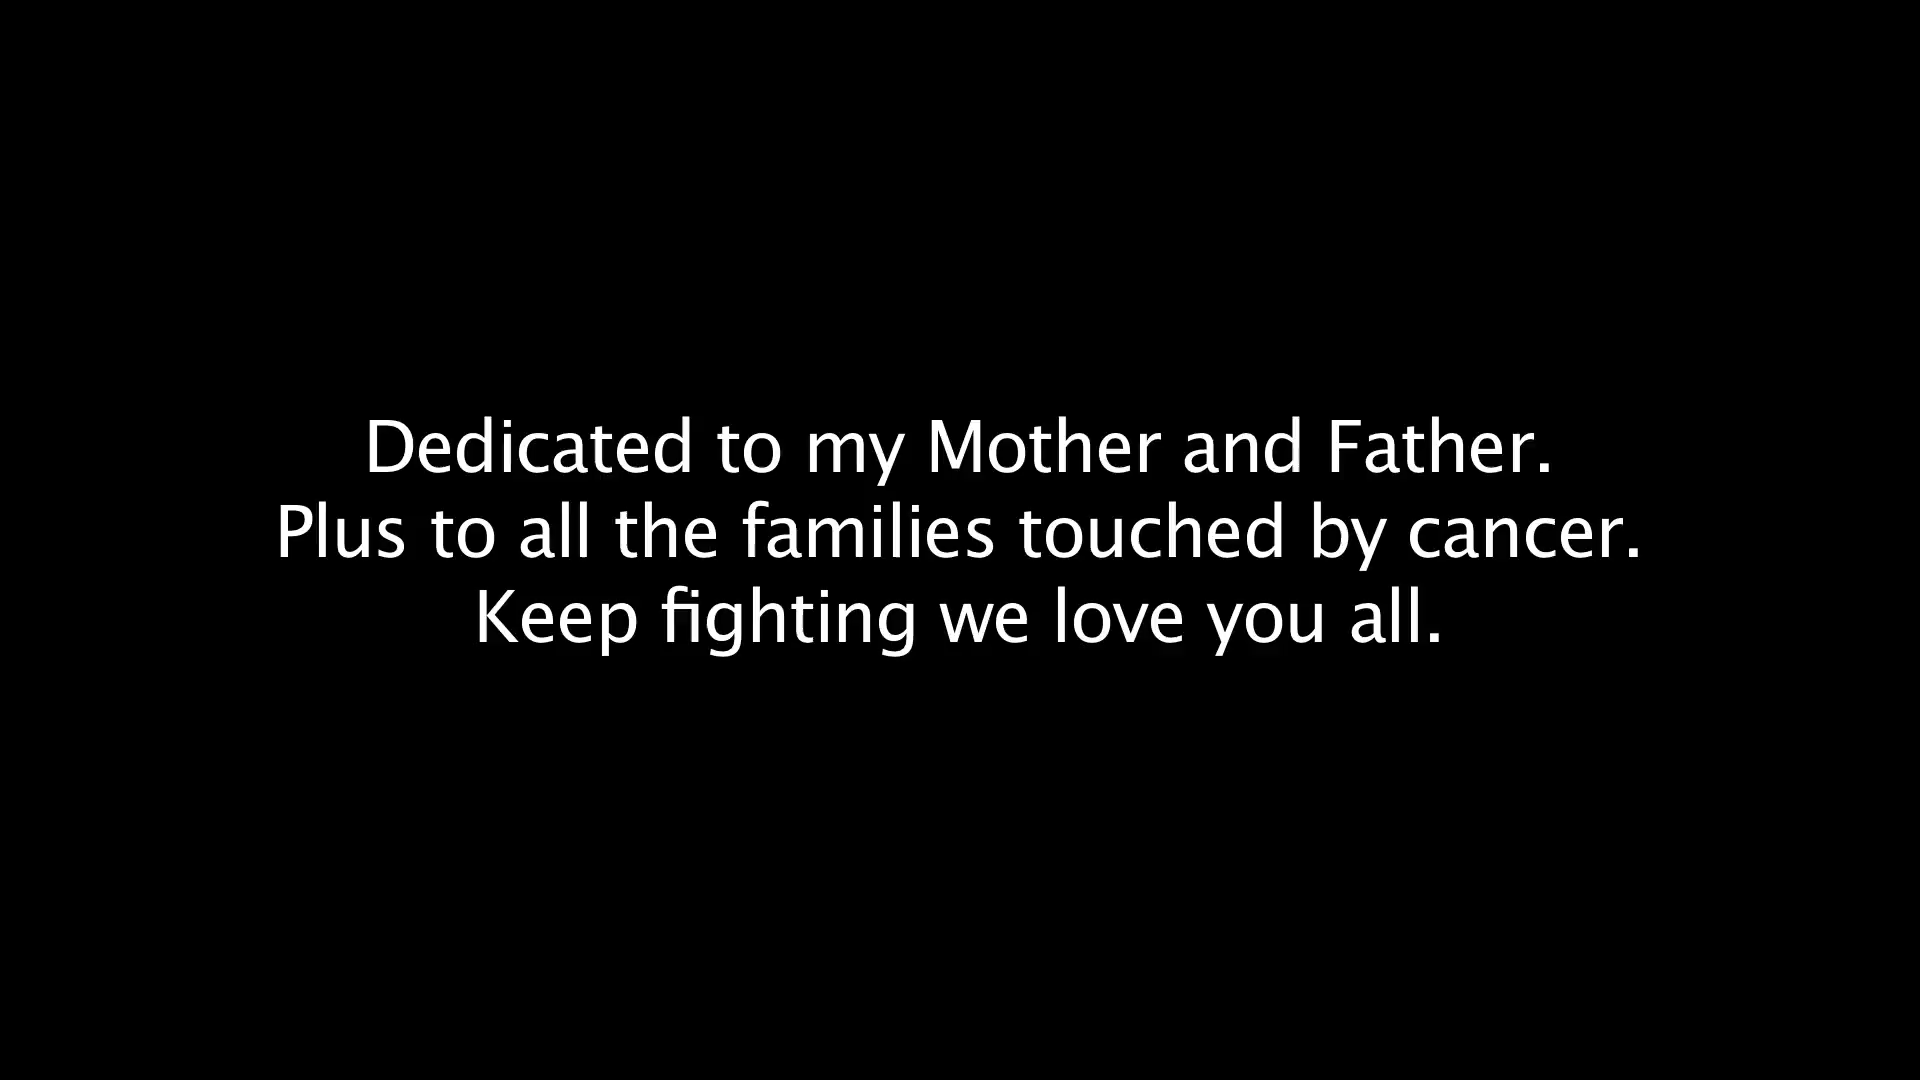 Dedicated to my Mother and Father.
Plus to all the families touched by cancer.
Keep fighting we love you all.